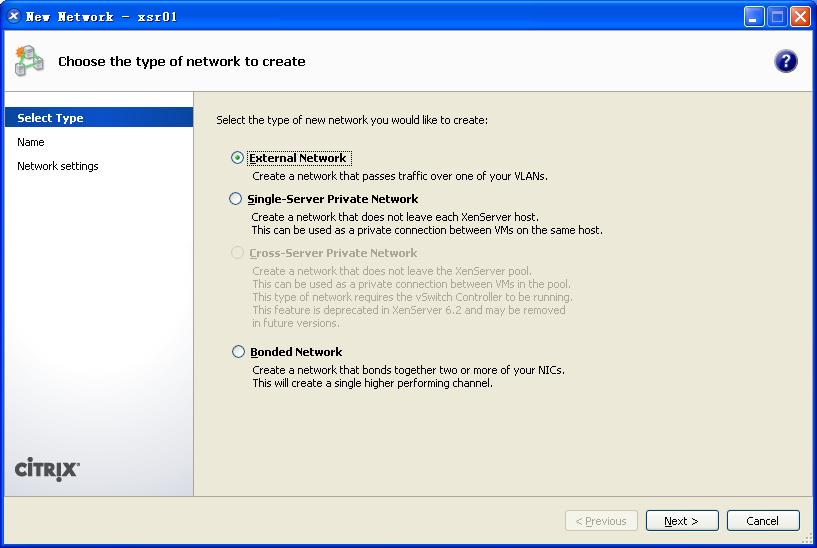 New Network - xsr01
Choose the type of network to create
?
Select Type
Name
Network settings
Select the type of new network you would like to create:
External Network
Create a network that passes traffic over one of your VLANs.
Single-Server Private Network
Create a network that does not leave each XenServer host.
This can be used as a private connection between VMs on the same host.
Cross-Server Private Network
Create a network that does not leave the XenServer pool.
This can be used as a private connection between VMs in the pool.
This type of network requires the vSwitch Controller to be running.
This feature is deprecated in XenServer 6.2 and may be removed
in future versions.
Bonded Network
Create a network that bonds together two or more of your NICs.
This will create a single higher performing channel.
CİTRIX
< Previous
Next >
Cancel